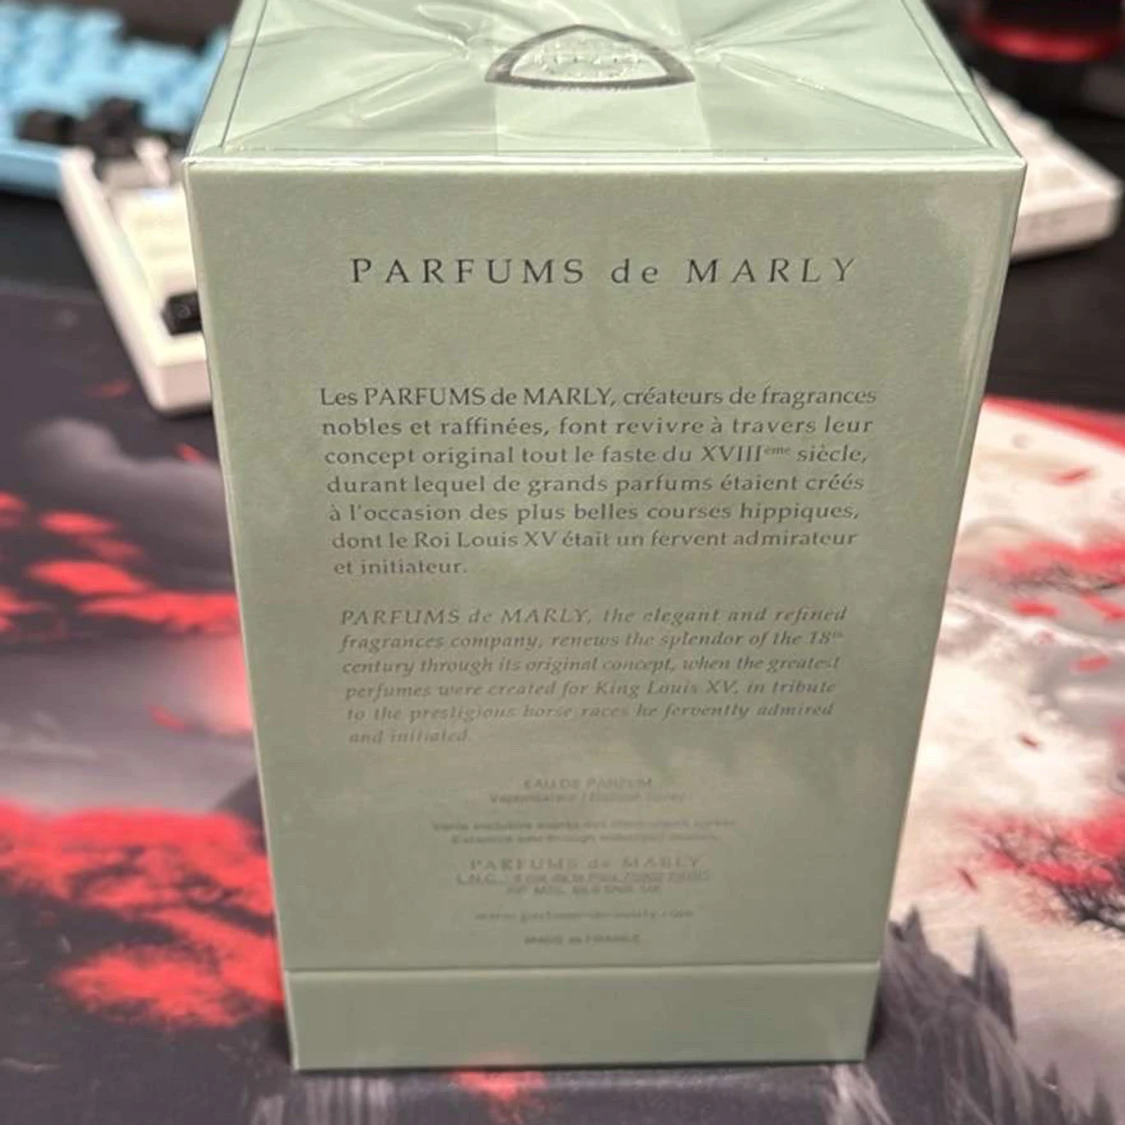 PARFUMS de MARLY
Les PARFUMS de MARLY, créateurs de fragrances
nobles et raffinées, font revivre à travers leur
concept original tout le faste du XVIIIème siècle,
durant lequel de grands parfums étaient créés
à l'occasion des plus belles courses hippiques,
dont le Roi Louis XV était un fervent admirateur
et initiateur.
PARFUMS de MARLY, the elegant and refined
fragrances company, renews the splendor of the 18th
century through its original concept, when the greatest
perfumes were created for King Louis XV, in tribute
to the prestigious horse races he fervently admired
and initiated.
EAU DE PARFUM
PARFUMS de MARLY
MADE in FRANCE